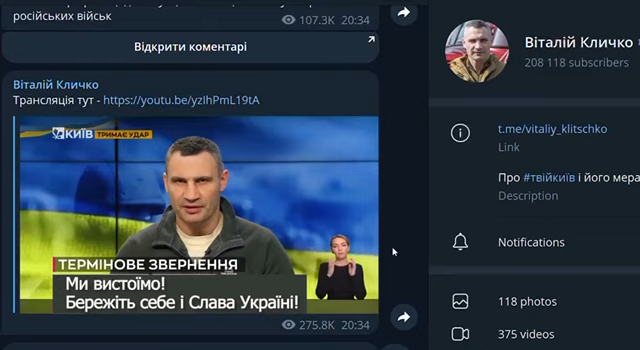 російських військ
107.3K 20:34
Відкрити коментарі
Віталій Кличко
Трансляція тут - https://youtu.be/yzIhPmL19tA
КИЇВ
ТРИМАЄ УДАР
ТЕРМІНОВЕ ЗВЕРНЕННЯ
Ми вистоїмо!
Бережіть себе і Слава Україні!
275.8K 20:34
Віталій Кличко
208 118 subscribers
t.me/vitaliy_klitschko
Link
Про #твійкиїв і його мера
Description
Notifications
118 photos
375 videos